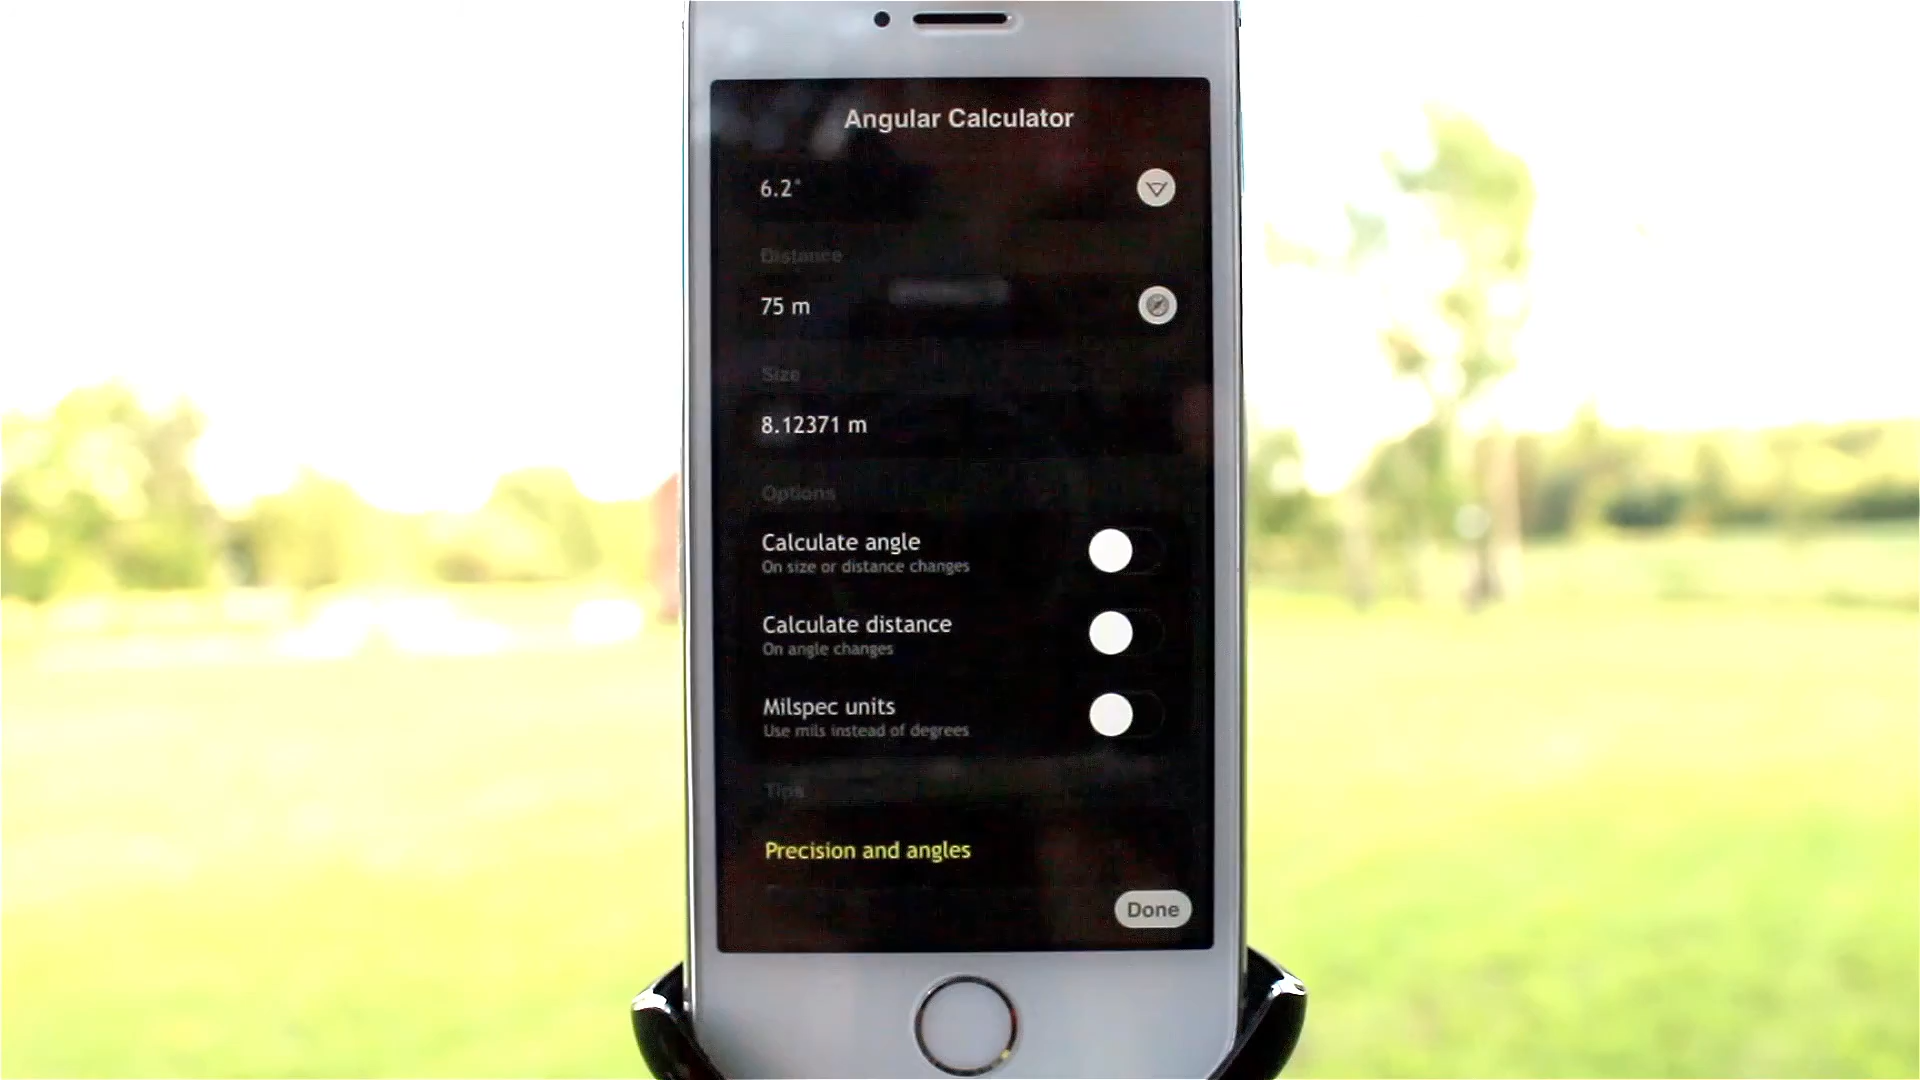 Angular Calculator
6.2°
Distance
75 m
Size
8.12371 m
Options
Calculate angle
On size or distance changes
Calculate distance
On angle changes
Milspec units
Use mils instead of degrees
Tips
Precision and angles
Done